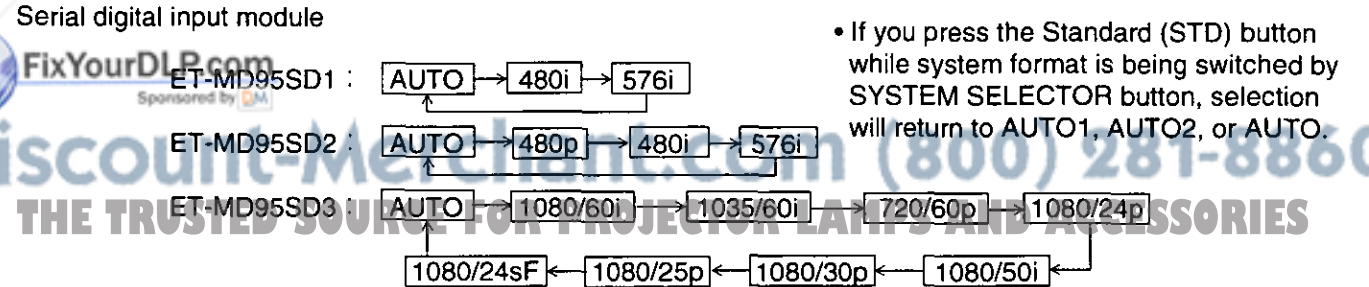 Serial digital input module
ET-MD95SD1 : AUTO → 480i → 576i
ET-MD95SD2 : AUTO → 480p → 480i → 576i
ET-MD95SD3 : AUTO → 1080/60i → 1035/60i → 720/60p → 1080/24p
1080/24sF ← 1080/25p ← 1080/30p ← 1080/50i
• If you press the Standard (STD) button
while system format is being switched by
SYSTEM SELECTOR button, selection
will return to AUTO1, AUTO2, or AUTO.
FixYourDLP.com
Sponsored by DM
iscount-Merchant.com (800) 281-8860
THE TRUSTED SOURCE FOR PROJECTOR LAMPS AND ACCESSORIES